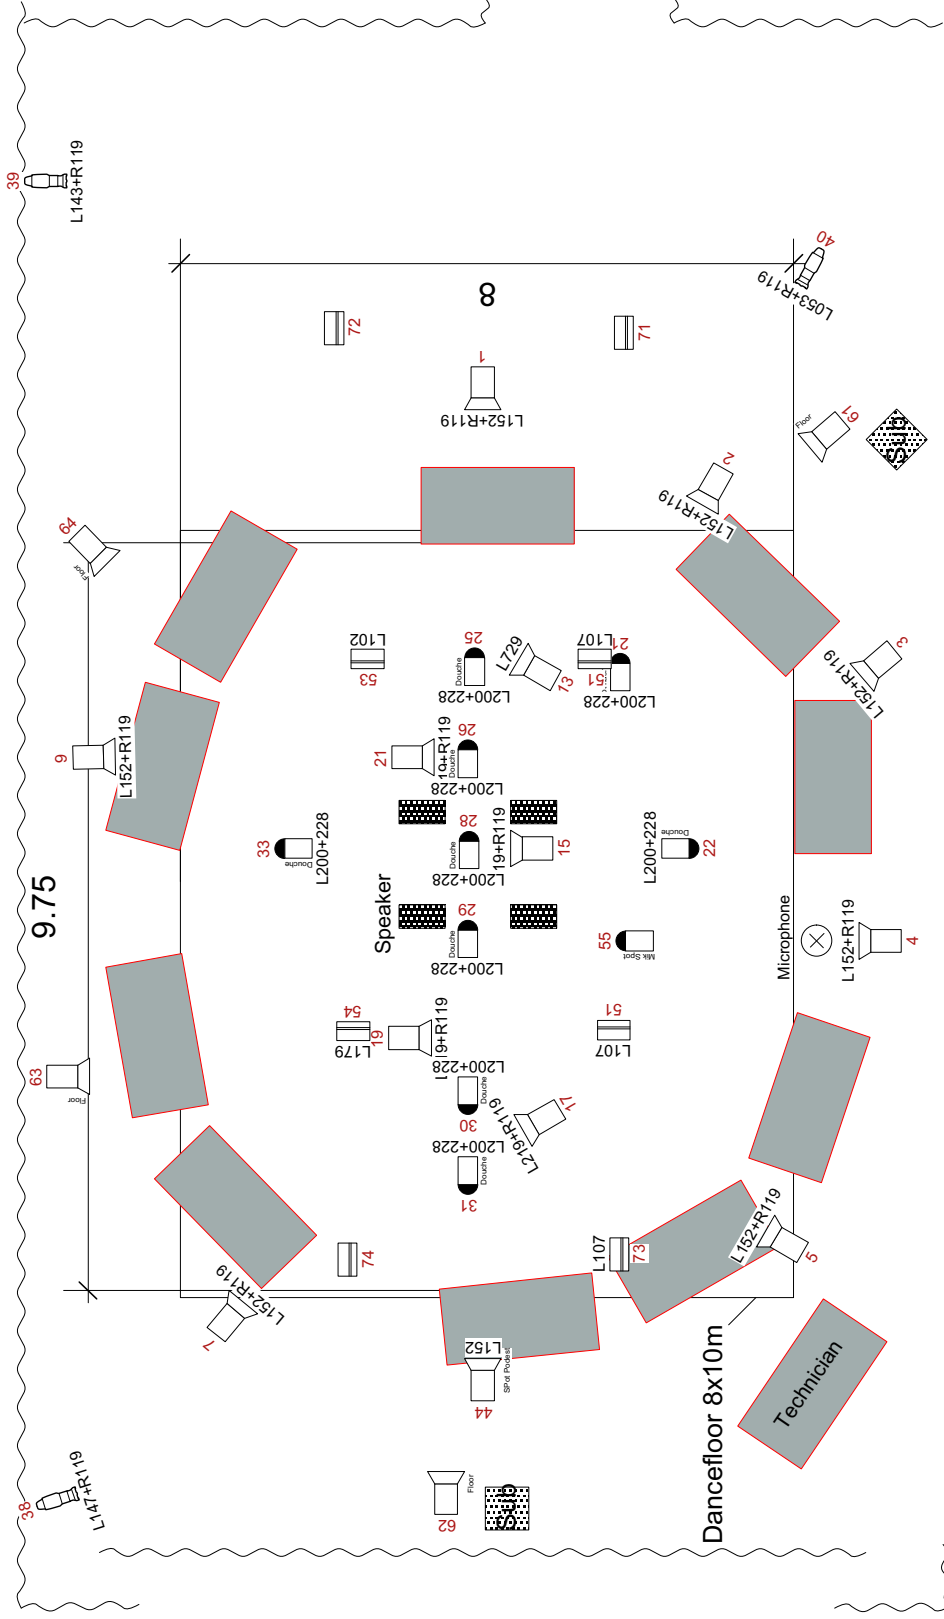 39
L143+R119
40
L053+R119
8
72
71
1
L152+R119
61
Floor
Sub
2
L152+R119
64
Floor
3
L152+R119
L102
53
25
Douche
L200+228
L729
13
L107
51
21
L200+228
9
L152+R119
21
19+R119
26
Douche
L200+228
28
Douche
L200+228
19+R119
15
33
Douche
L200+228
L200+228
Douche
22
9.75
Speaker
29
Douche
L200+228
55
Mik Spot
Microphone
L152+R119
4
54
L179
19
9+R119
51
L107
63
Floor
L200+228
Douche
30
L219+R119
17
L200+228
Douche
31
L107
73
L152+R119
5
74
L152+R119
7
L152
SPot Podest
44
Dancefloor 8x10m
Technician
38
L147+R119
62
Floor
Sub